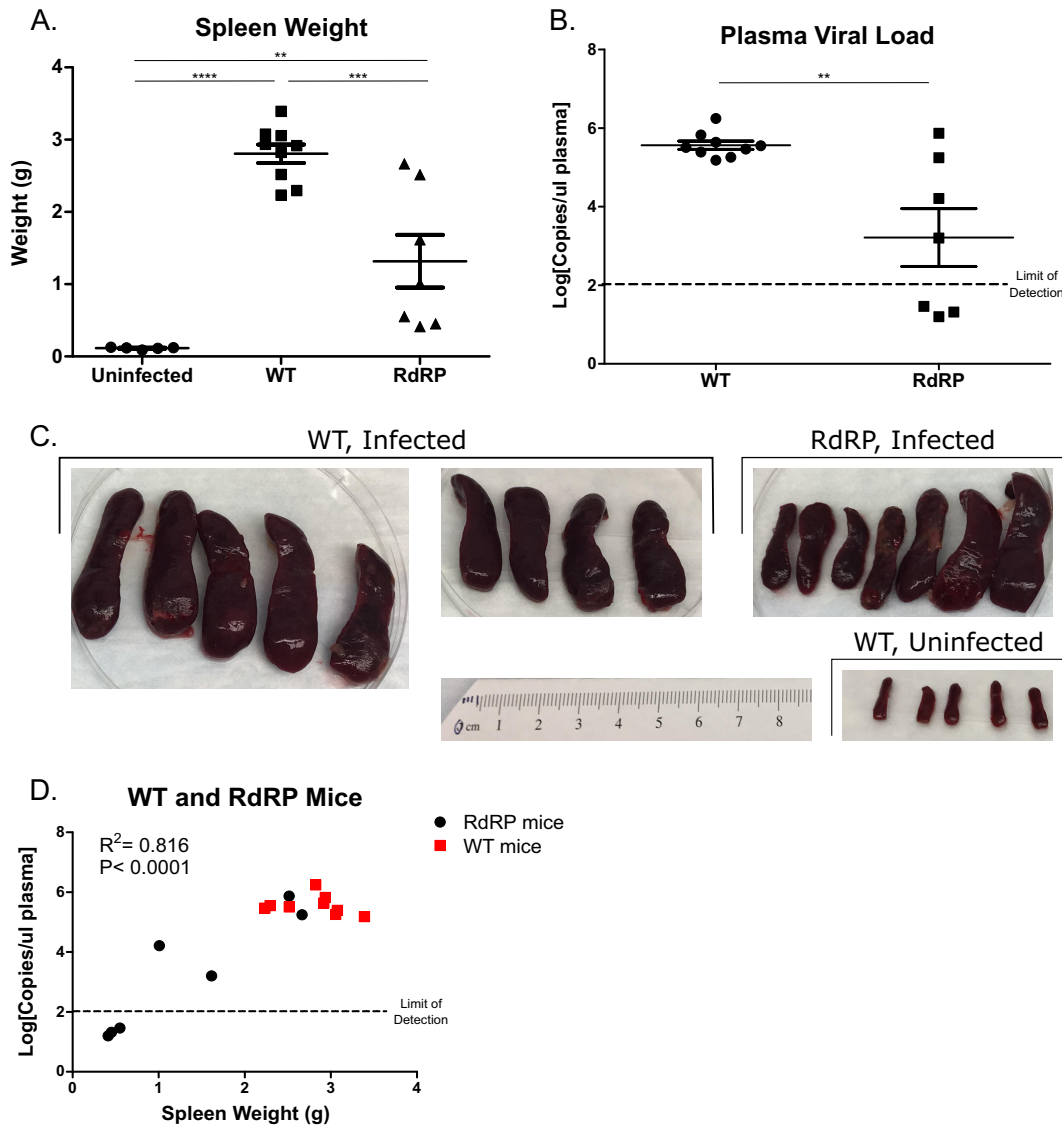 A.
Spleen Weight
**
****
***
Weight (g)
4
3
2
1
0
Uninfected
WT
RdRP
B.
Plasma Viral Load
**
Log[Copies/ul plasma]
8
6
4
2
0
Limit of
Detection
WT
RdRP
C.
WT, Infected
RdRP, Infected
WT, Uninfected
0 cm 1 2 3 4 5 6 7 8
D.
WT and RdRP Mice
R²= 0.816
P< 0.0001
RdRP mice
WT mice
Log[Copies/ul plasma]
8
6
4
2
0
Limit of
Detection
0 1 2 3 4
Spleen Weight (g)